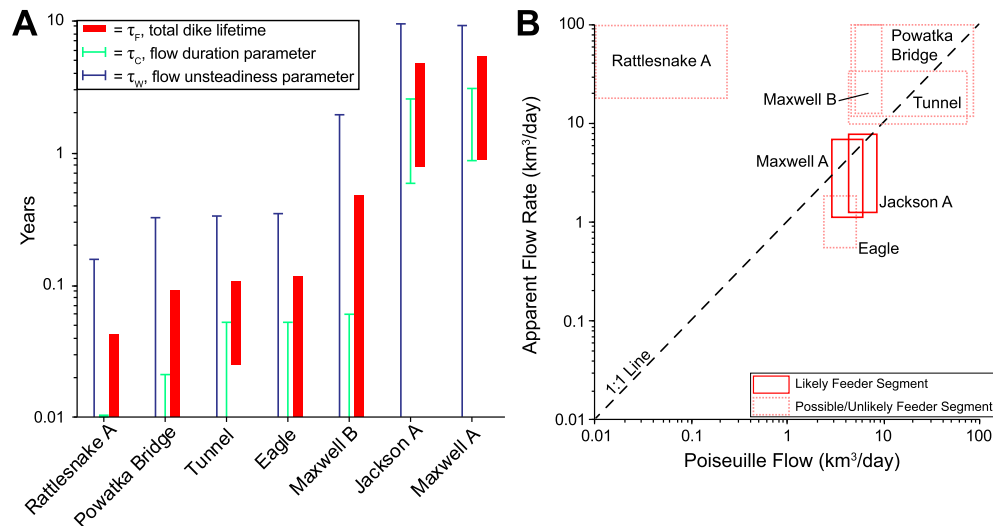 A
10
1
0.1
0.01
Years
= τF, total dike lifetime
= τC, flow duration parameter
= τW, flow unsteadiness parameter
Rattlesnake A
Powatka Bridge
Tunnel
Eagle
Maxwell B
Jackson A
Maxwell A
B
100
10
1
0.1
0.01
Apparent Flow Rate (km³/day)
Rattlesnake A
Powatka
Bridge
Maxwell B
Tunnel
Maxwell A
Jackson A
Eagle
1:1 Line
Likely Feeder Segment
Possible/Unlikely Feeder Segment
0.01
0.1
1
10
100
Poiseuille Flow (km³/day)